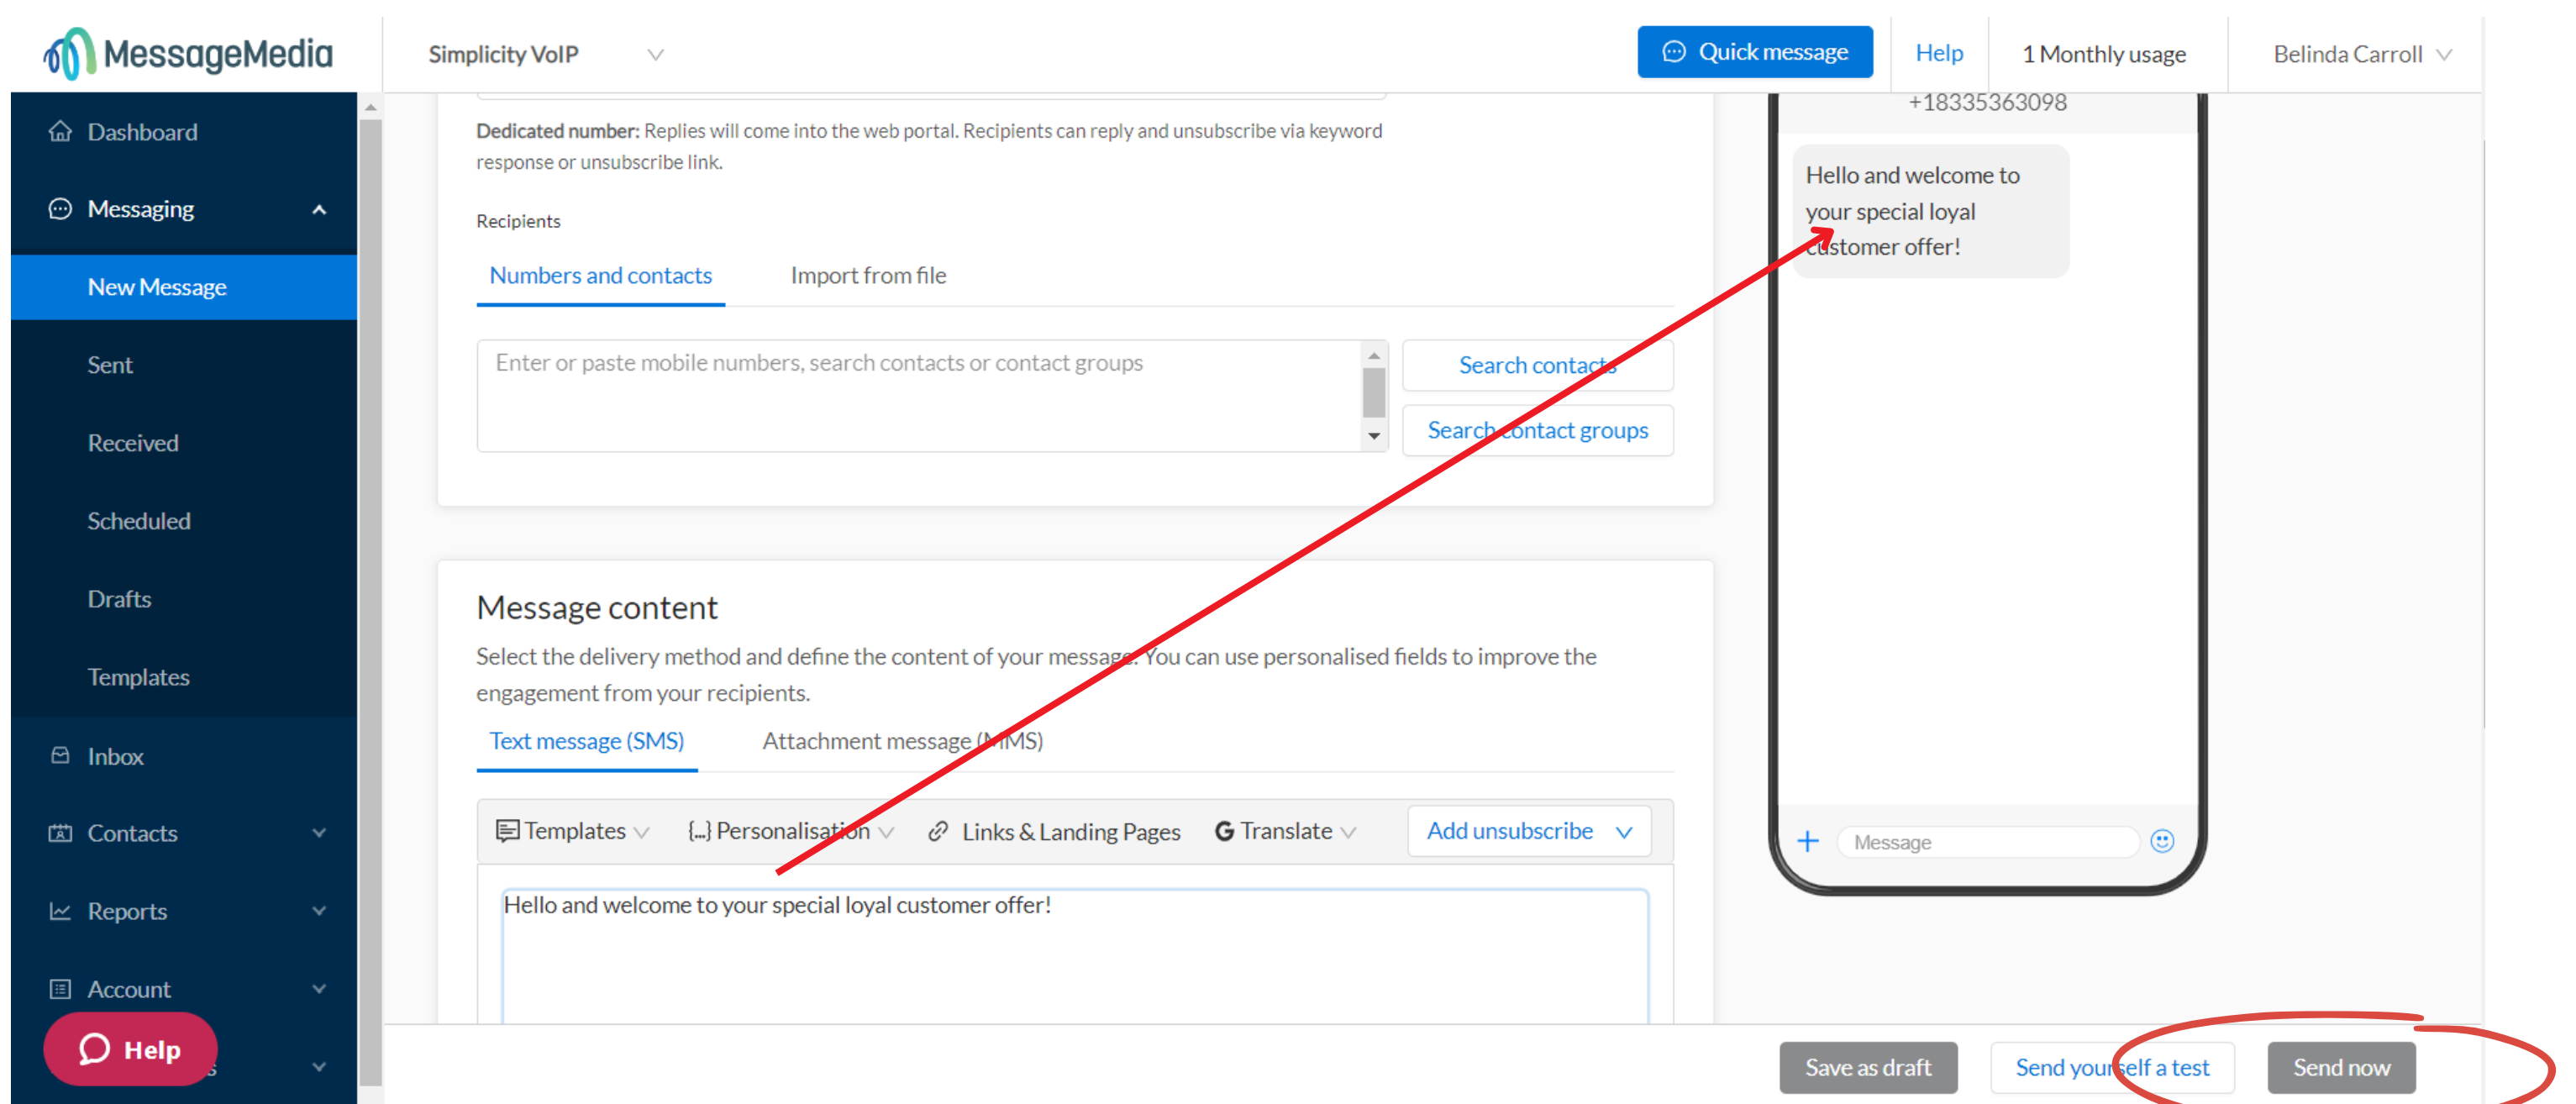 MessageMedia
Simplicity VoIP
Quick message
Help
1 Monthly usage
Belinda Carroll
Dashboard
Messaging
New Message
Sent
Received
Scheduled
Drafts
Templates
Inbox
Contacts
Reports
Account
Help
s
Dedicated number: Replies will come into the web portal. Recipients can reply and unsubscribe via keyword
response or unsubscribe link.
Recipients
Numbers and contacts
Import from file
Enter or paste mobile numbers, search contacts or contact groups
Search contacts
Search contact groups
Message content
Select the delivery method and define the content of your message. You can use personalised fields to improve the
engagement from your recipients.
Text message (SMS)
Attachment message (MMS)
Templates
{...} Personalisation
Links & Landing Pages
G Translate
Add unsubscribe
Hello and welcome to your special loyal customer offer!
+18335363098
Hello and welcome to
your special loyal
customer offer!
Message
Save as draft
Send yourself a test
Send now